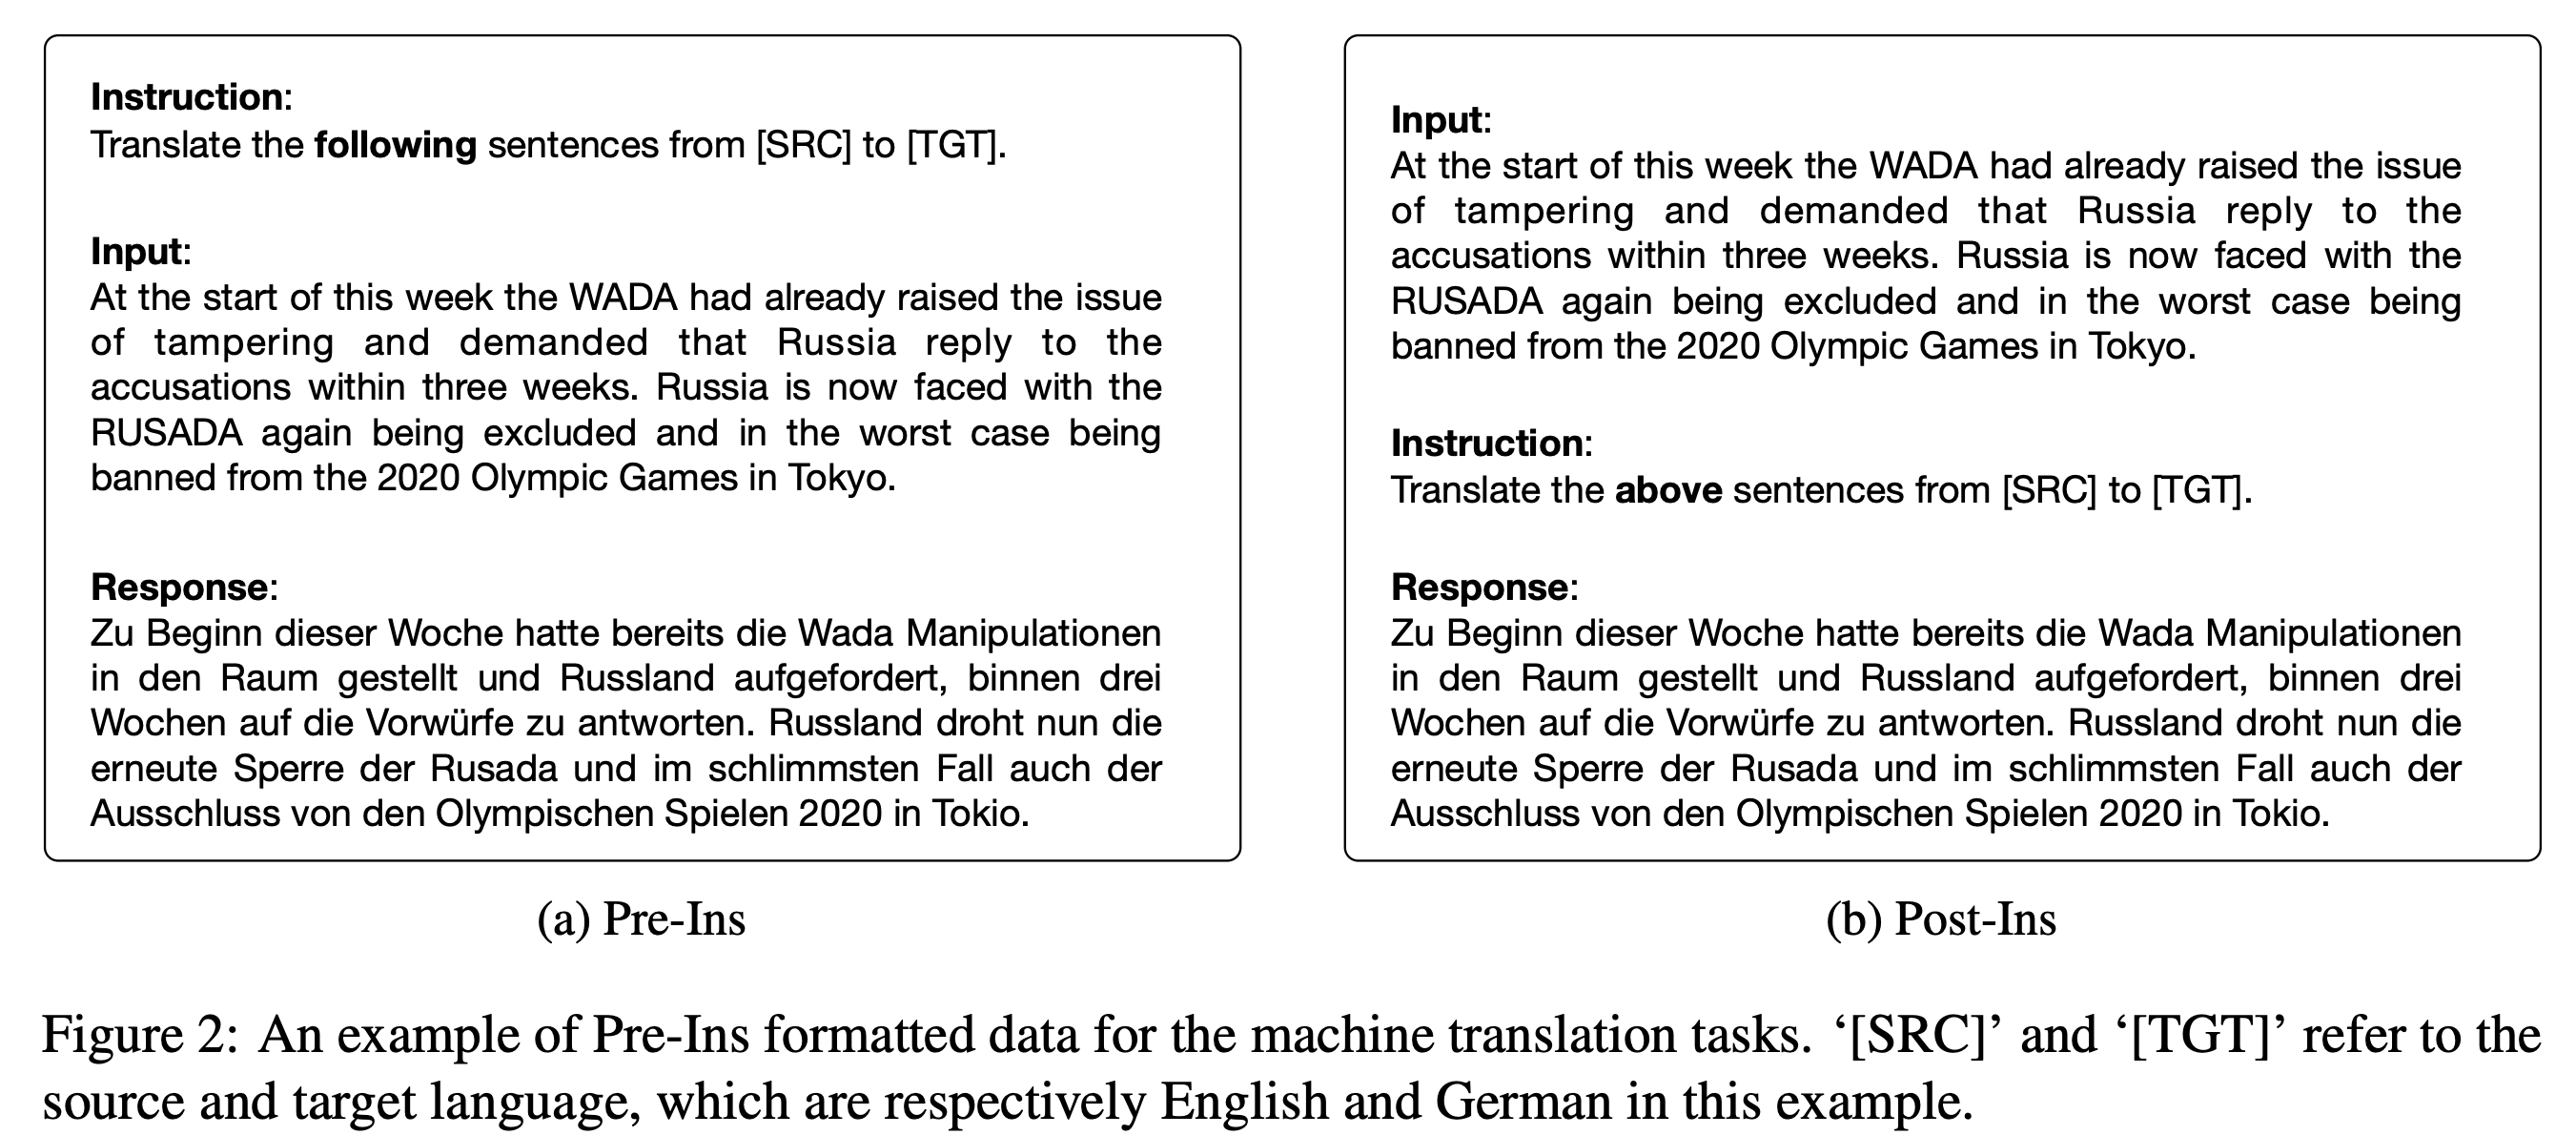 Instruction:
Translate the following sentences from [SRC] to [TGT].
Input:
At the start of this week the WADA had already raised the issue
of tampering and demanded that Russia reply to the
accusations within three weeks. Russia is now faced with the
RUSADA again being excluded and in the worst case being
banned from the 2020 Olympic Games in Tokyo.
Response:
Zu Beginn dieser Woche hatte bereits die Wada Manipulationen
in den Raum gestellt und Russland aufgefordert, binnen drei
Wochen auf die Vorwürfe zu antworten. Russland droht nun die
erneute Sperre der Rusada und im schlimmsten Fall auch der
Ausschluss von den Olympischen Spielen 2020 in Tokio.
(a) Pre-Ins
Input:
At the start of this week the WADA had already raised the issue
of tampering and demanded that Russia reply to the
accusations within three weeks. Russia is now faced with the
RUSADA again being excluded and in the worst case being
banned from the 2020 Olympic Games in Tokyo.
Instruction:
Translate the above sentences from [SRC] to [TGT].
Response:
Zu Beginn dieser Woche hatte bereits die Wada Manipulationen
in den Raum gestellt und Russland aufgefordert, binnen drei
Wochen auf die Vorwürfe zu antworten. Russland droht nun die
erneute Sperre der Rusada und im schlimmsten Fall auch der
Ausschluss von den Olympischen Spielen 2020 in Tokio.
(b) Post-Ins
Figure 2: An example of Pre-Ins formatted data for the machine translation tasks. ‘[SRC]’ and ‘[TGT]’ refer to the
source and target language, which are respectively English and German in this example.